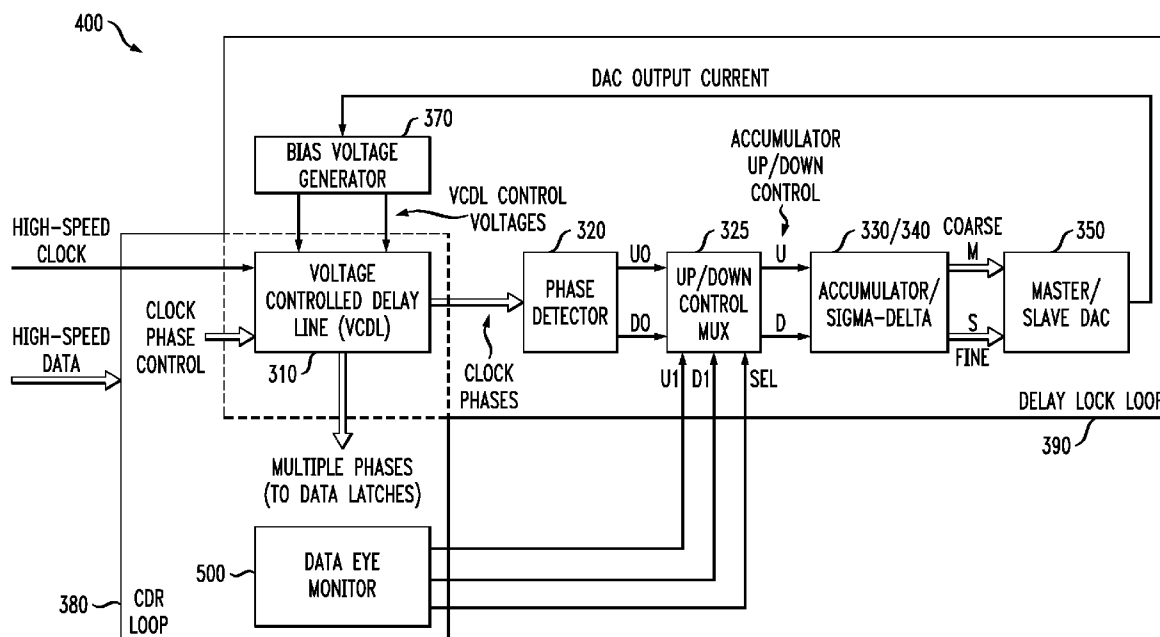 400
DAC OUTPUT CURRENT
370
BIAS VOLTAGE
GENERATOR
VCDL CONTROL
VOLTAGES
ACCUMULATOR
UP/DOWN
CONTROL
HIGH-SPEED
CLOCK
VOLTAGE
CONTROLLED DELAY
LINE (VCDL)
310
320
PHASE
DETECTOR
U0
D0
325
UP/DOWN
CONTROL
MUX
U
D
330/340
ACCUMULATOR/
SIGMA-DELTA
COARSE
M
S
FINE
350
MASTER/
SLAVE DAC
CLOCK
PHASE
CONTROL
HIGH-SPEED
DATA
CLOCK
PHASES
U1
D1
SEL
DELAY LOCK LOOP
390
MULTIPLE PHASES
(TO DATA LATCHES)
500
DATA EYE
MONITOR
380
CDR
LOOP